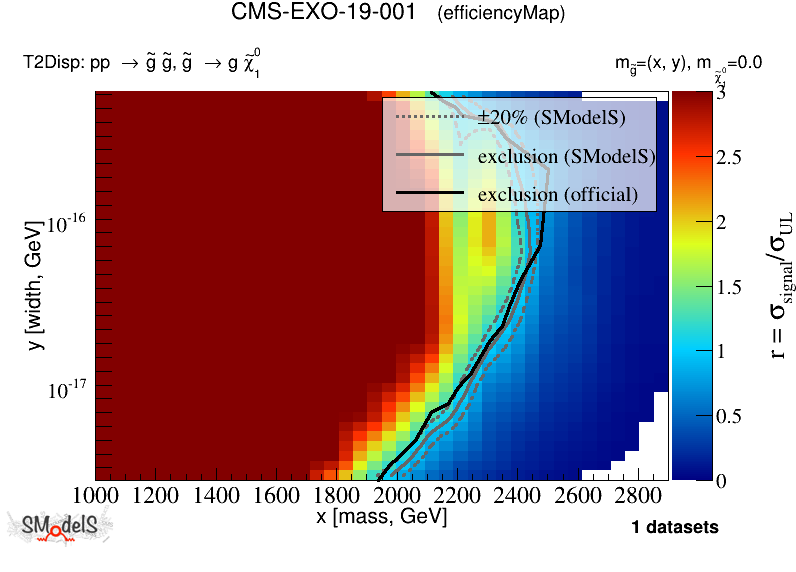 CMS-EXO-19-001 (efficiencyMap)
T2Disp: pp → g̃ g̃, g̃ → g χ̃₁⁰ m_g̃=(x, y), m_χ̃₁⁰=0.0
±20% (SModelS)
exclusion (SModelS)
exclusion (official)
3
2.5
2
1.5
1
0.5
0
r = σ_signal/σ_UL
10⁻¹⁶
10⁻¹⁷
y [width, GeV]
1000 1200 1400 1600 1800 2000 2200 2400 2600 2800
x [mass, GeV]
SModelS
1 datasets